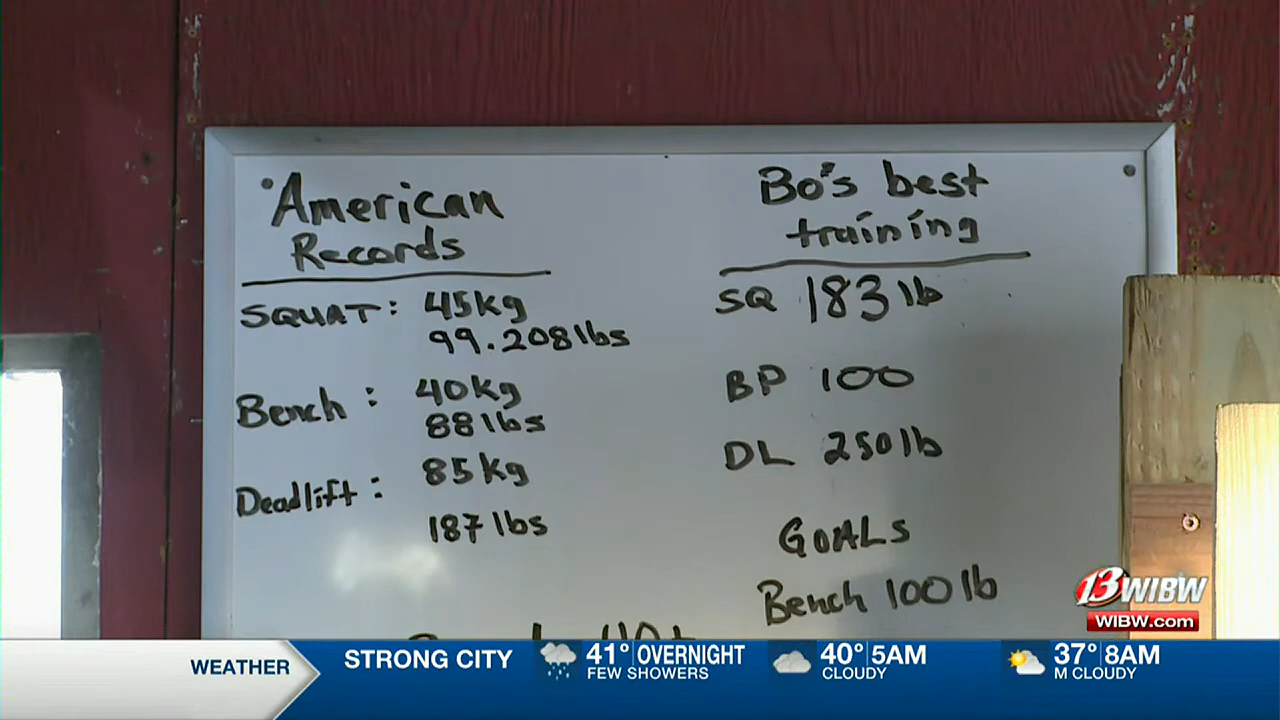 American
Records
SQUAT: 45kg
99.208lbs
Bench: 40kg
88lbs
Deadlift: 85kg
187lbs
Bo's best
training
SQ 183lb
BP 100
DL 250lb
GOALS
Bench 100lb
13 WIBW
WIBW.com
WEATHER
STRONG CITY
41° OVERNIGHT
FEW SHOWERS
40° 5AM
CLOUDY
37° 8AM
M CLOUDY